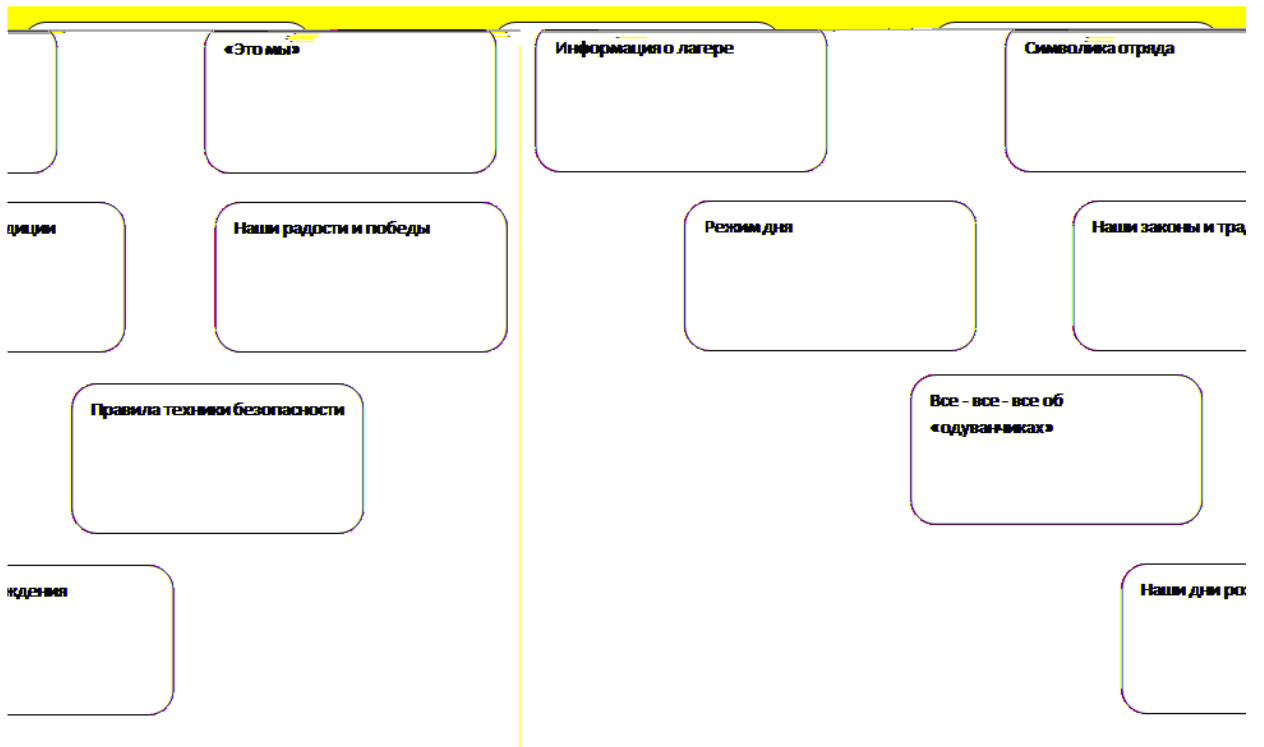 «Это мы»
Информация о лагере
Символика отряда
диции
Наши радости и победы
Режим дня
Наши законы и тра
Правила техники безопасности
Все - все - все об
«одуванчиках»
ждения
Наши дни ро